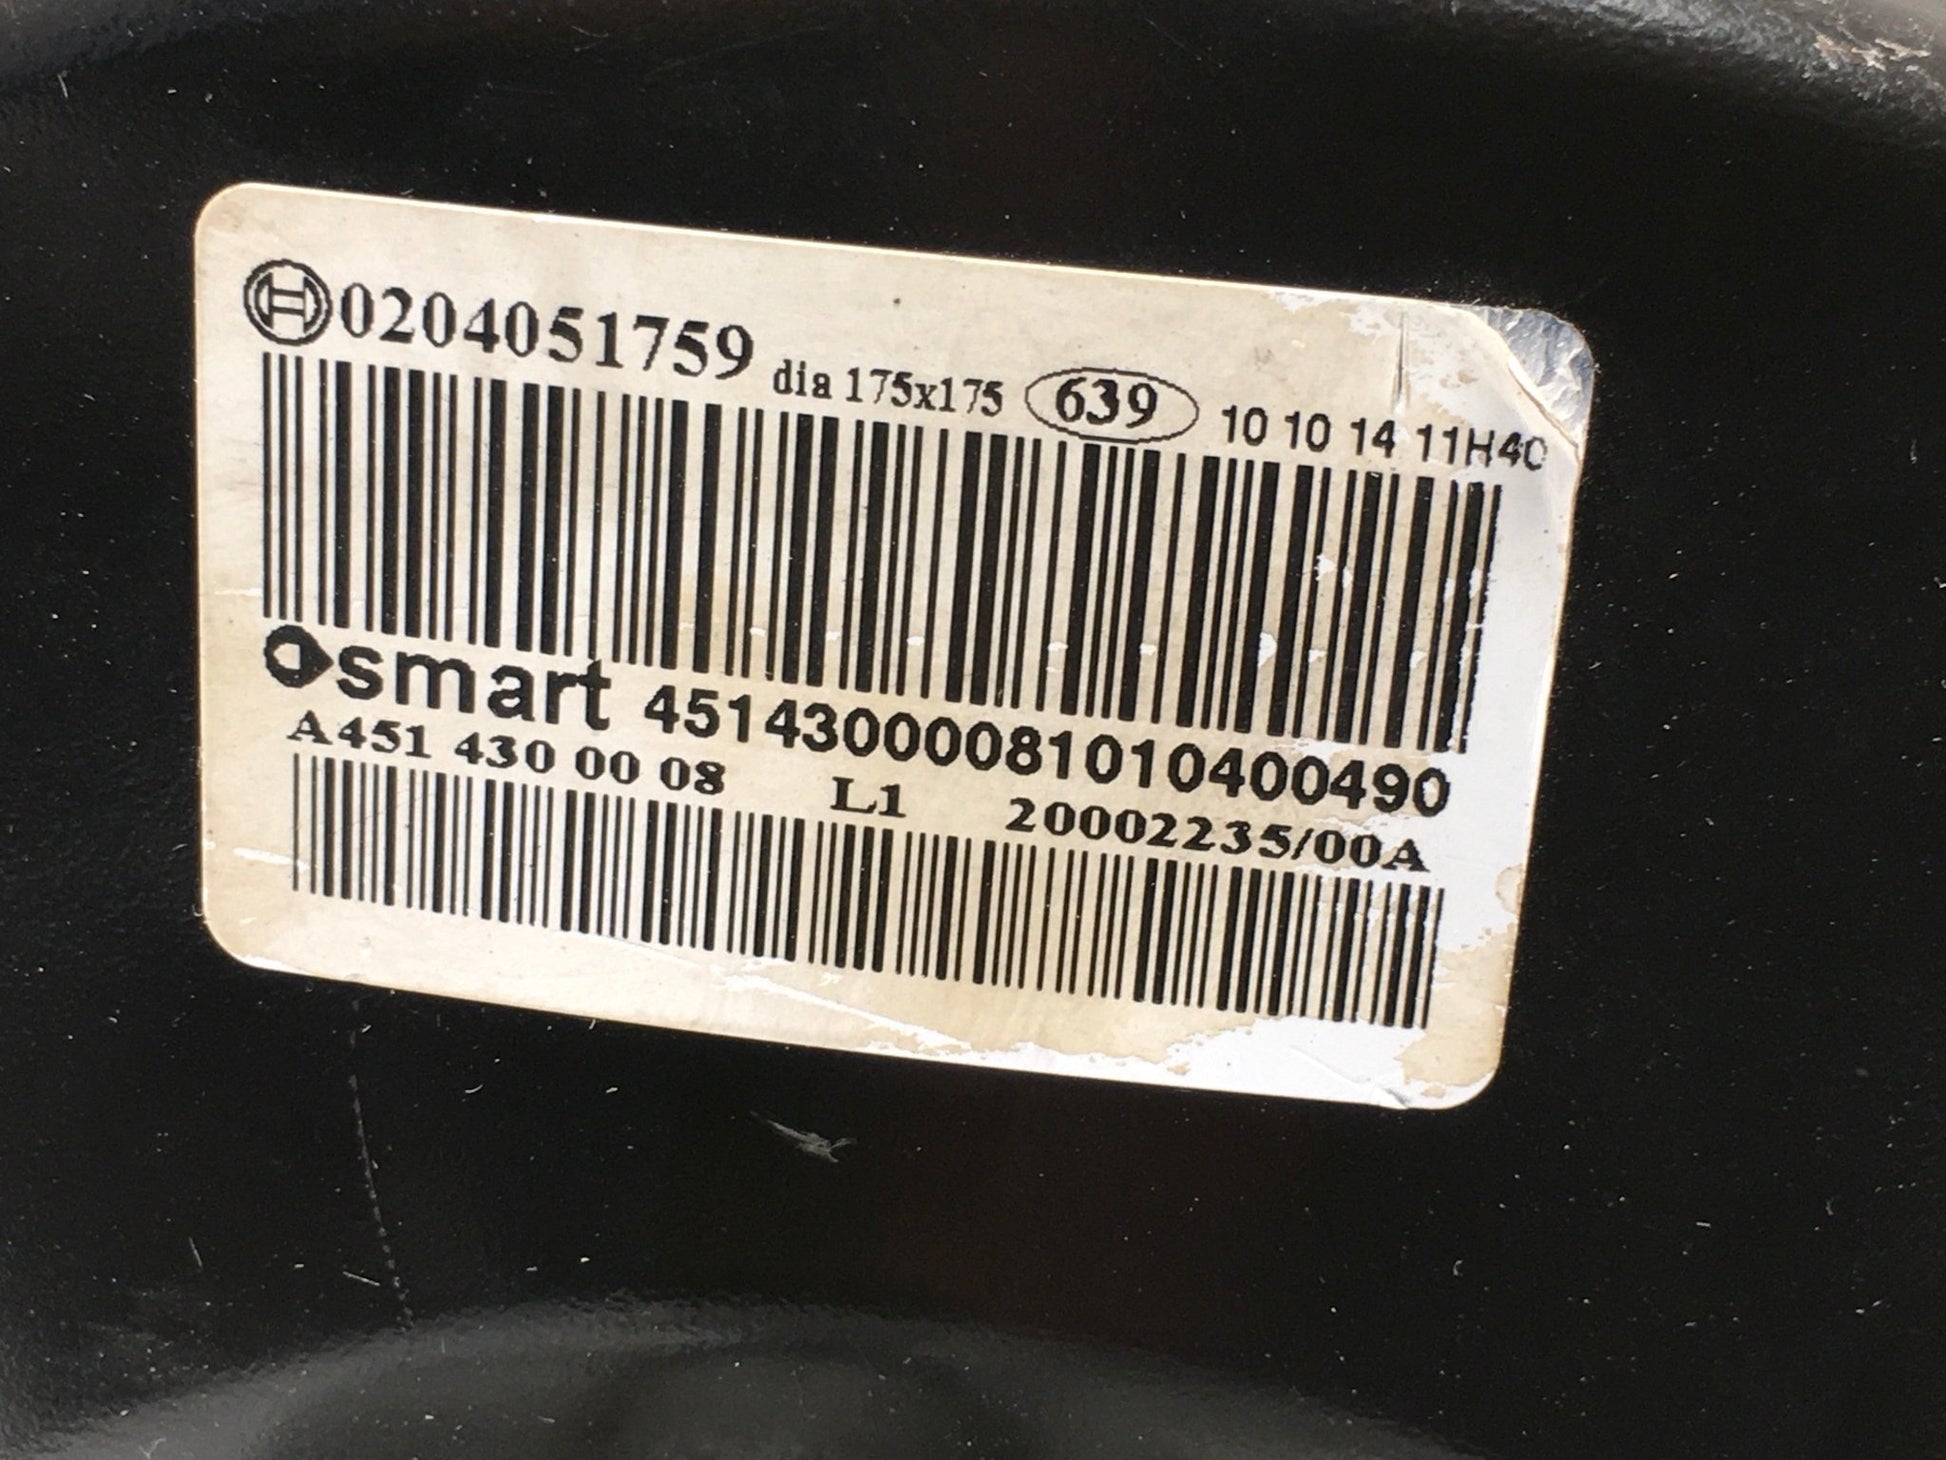 0204051759 dia 175x175 639 10 10 14 11H40
smart 45143000081010400490
A451 430 00 08 L1 20002235/00A